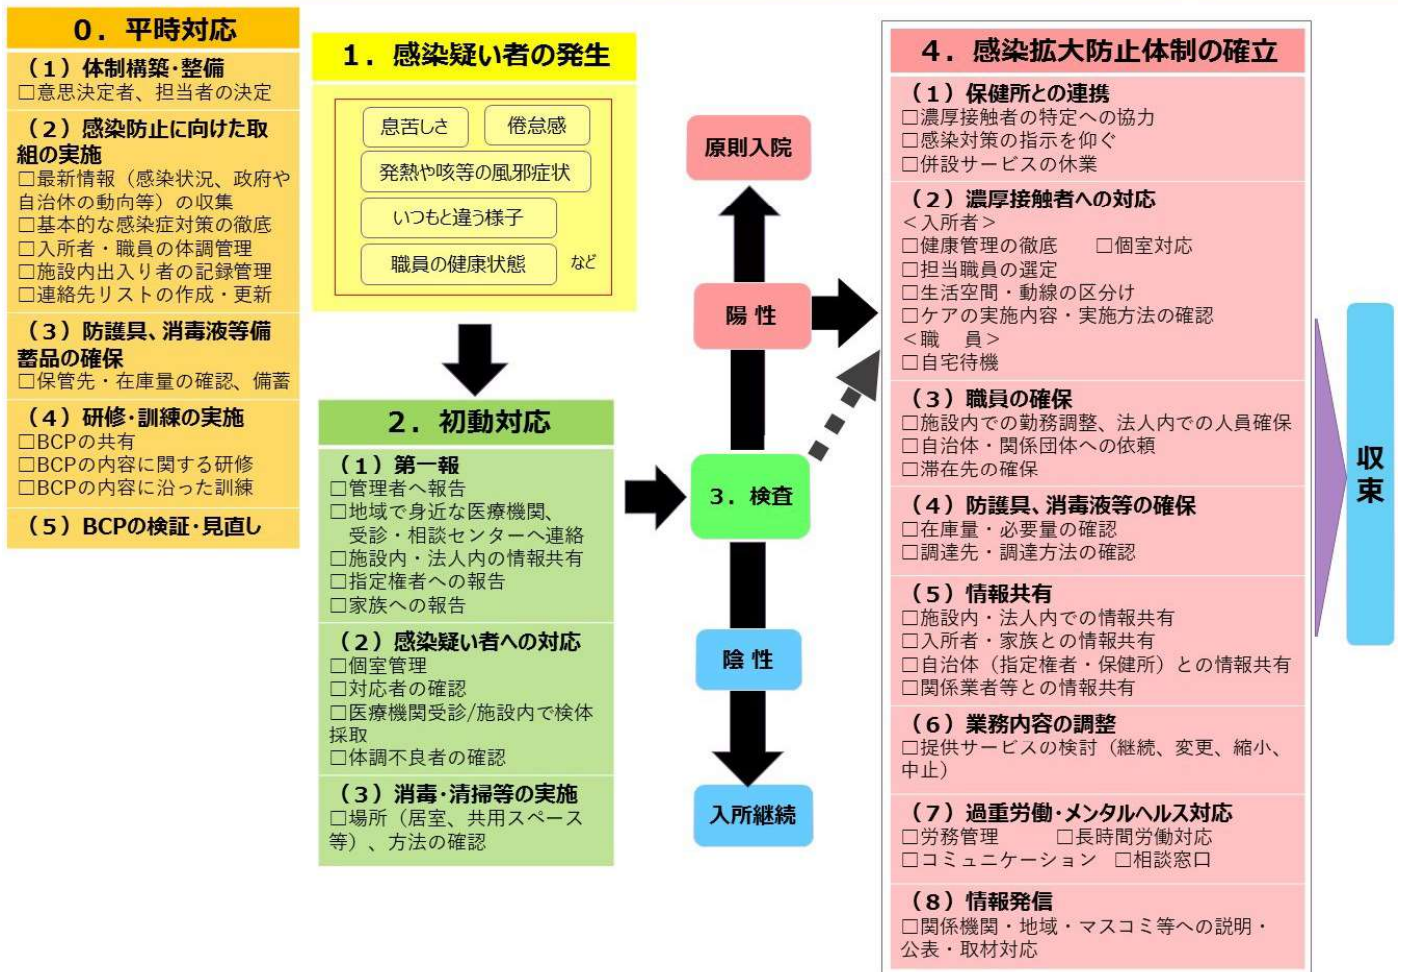 0．平時対応
（1）体制構築・整備
□意思決定者、担当者の決定
（2）感染防止に向けた取
組の実施
□最新情報（感染状況、政府や
自治体の動向等）の収集
□基本的な感染症対策の徹底
□入所者・職員の体調管理
□施設内出入り者の記録管理
□連絡先リストの作成・更新
（3）防護具、消毒液等備
蓄品の確保
□保管先・在庫量の確認、備蓄
（4）研修・訓練の実施
□BCPの共有
□BCPの内容に関する研修
□BCPの内容に沿った訓練
（5）BCPの検証・見直し
1．感染疑い者の発生
息苦しさ
倦怠感
発熱や咳等の風邪症状
いつもと違う様子
職員の健康状態
など
2．初動対応
（1）第一報
□管理者へ報告
□地域で身近な医療機関、
受診・相談センターへ連絡
□施設内・法人内の情報共有
□指定権者への報告
□家族への報告
（2）感染疑い者への対応
□個室管理
□対応者の確認
□医療機関受診/施設内で検体
採取
□体調不良者の確認
（3）消毒・清掃等の実施
□場所（居室、共用スペース
等）、方法の確認
原則入院
陽 性
3．検査
陰 性
入所継続
4．感染拡大防止体制の確立
（1）保健所との連携
□濃厚接触者の特定への協力
□感染対策の指示を仰ぐ
□併設サービスの休業
（2）濃厚接触者への対応
＜入所者＞
□健康管理の徹底　□個室対応
□担当職員の選定
□生活空間・動線の区分け
□ケアの実施内容・実施方法の確認
＜職　員＞
□自宅待機
（3）職員の確保
□施設内での勤務調整、法人内での人員確保
□自治体・関係団体への依頼
□滞在先の確保
（4）防護具、消毒液等の確保
□在庫量・必要量の確認
□調達先・調達方法の確認
（5）情報共有
□施設内・法人内での情報共有
□入所者・家族との情報共有
□自治体（指定権者・保健所）との情報共有
□関係業者等との情報共有
（6）業務内容の調整
□提供サービスの検討（継続、変更、縮小、
中止）
（7）過重労働・メンタルヘルス対応
□労務管理　□長時間労働対応
□コミュニケーション　□相談窓口
（8）情報発信
□関係機関・地域・マスコミ等への説明・
公表・取材対応
収束